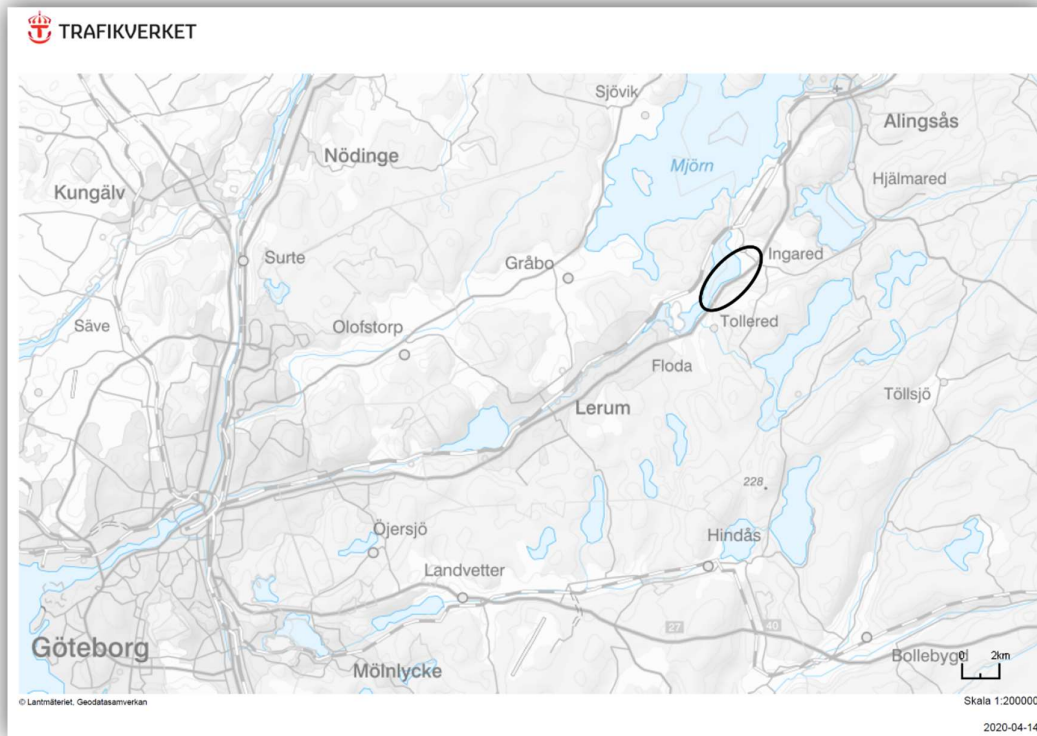 TRAFIKVERKET
Sjövik
Alingsås
Nödinge
Mjörn
Kungälv
Hjälmared
Surte
Gråbo
Ingared
Säve
Olofstorp
Tollered
Floda
Töllsjö
Lerum
228
Öjersjö
Hindås
Landvetter
27
40
Göteborg
Mölnlycke
Bollebygd
0 2km
© Lantmäteriet, Geodatasamverkan
Skala 1:200000
2020-04-14